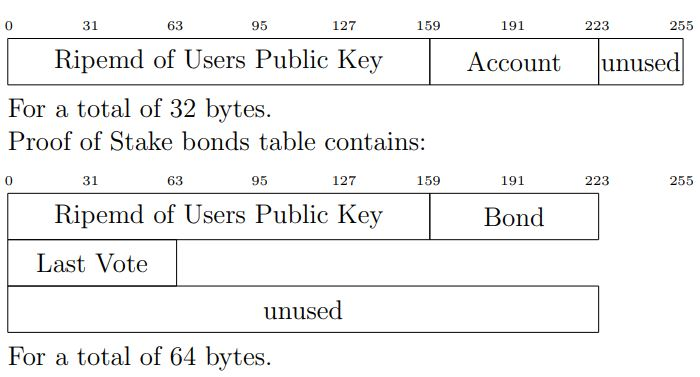 0 31 63 95 127 159 191 223 255
Ripemd of Users Public Key Account unused
For a total of 32 bytes.
Proof of Stake bonds table contains:
0 31 63 95 127 159 191 223 255
Ripemd of Users Public Key Bond
Last Vote
unused
For a total of 64 bytes.